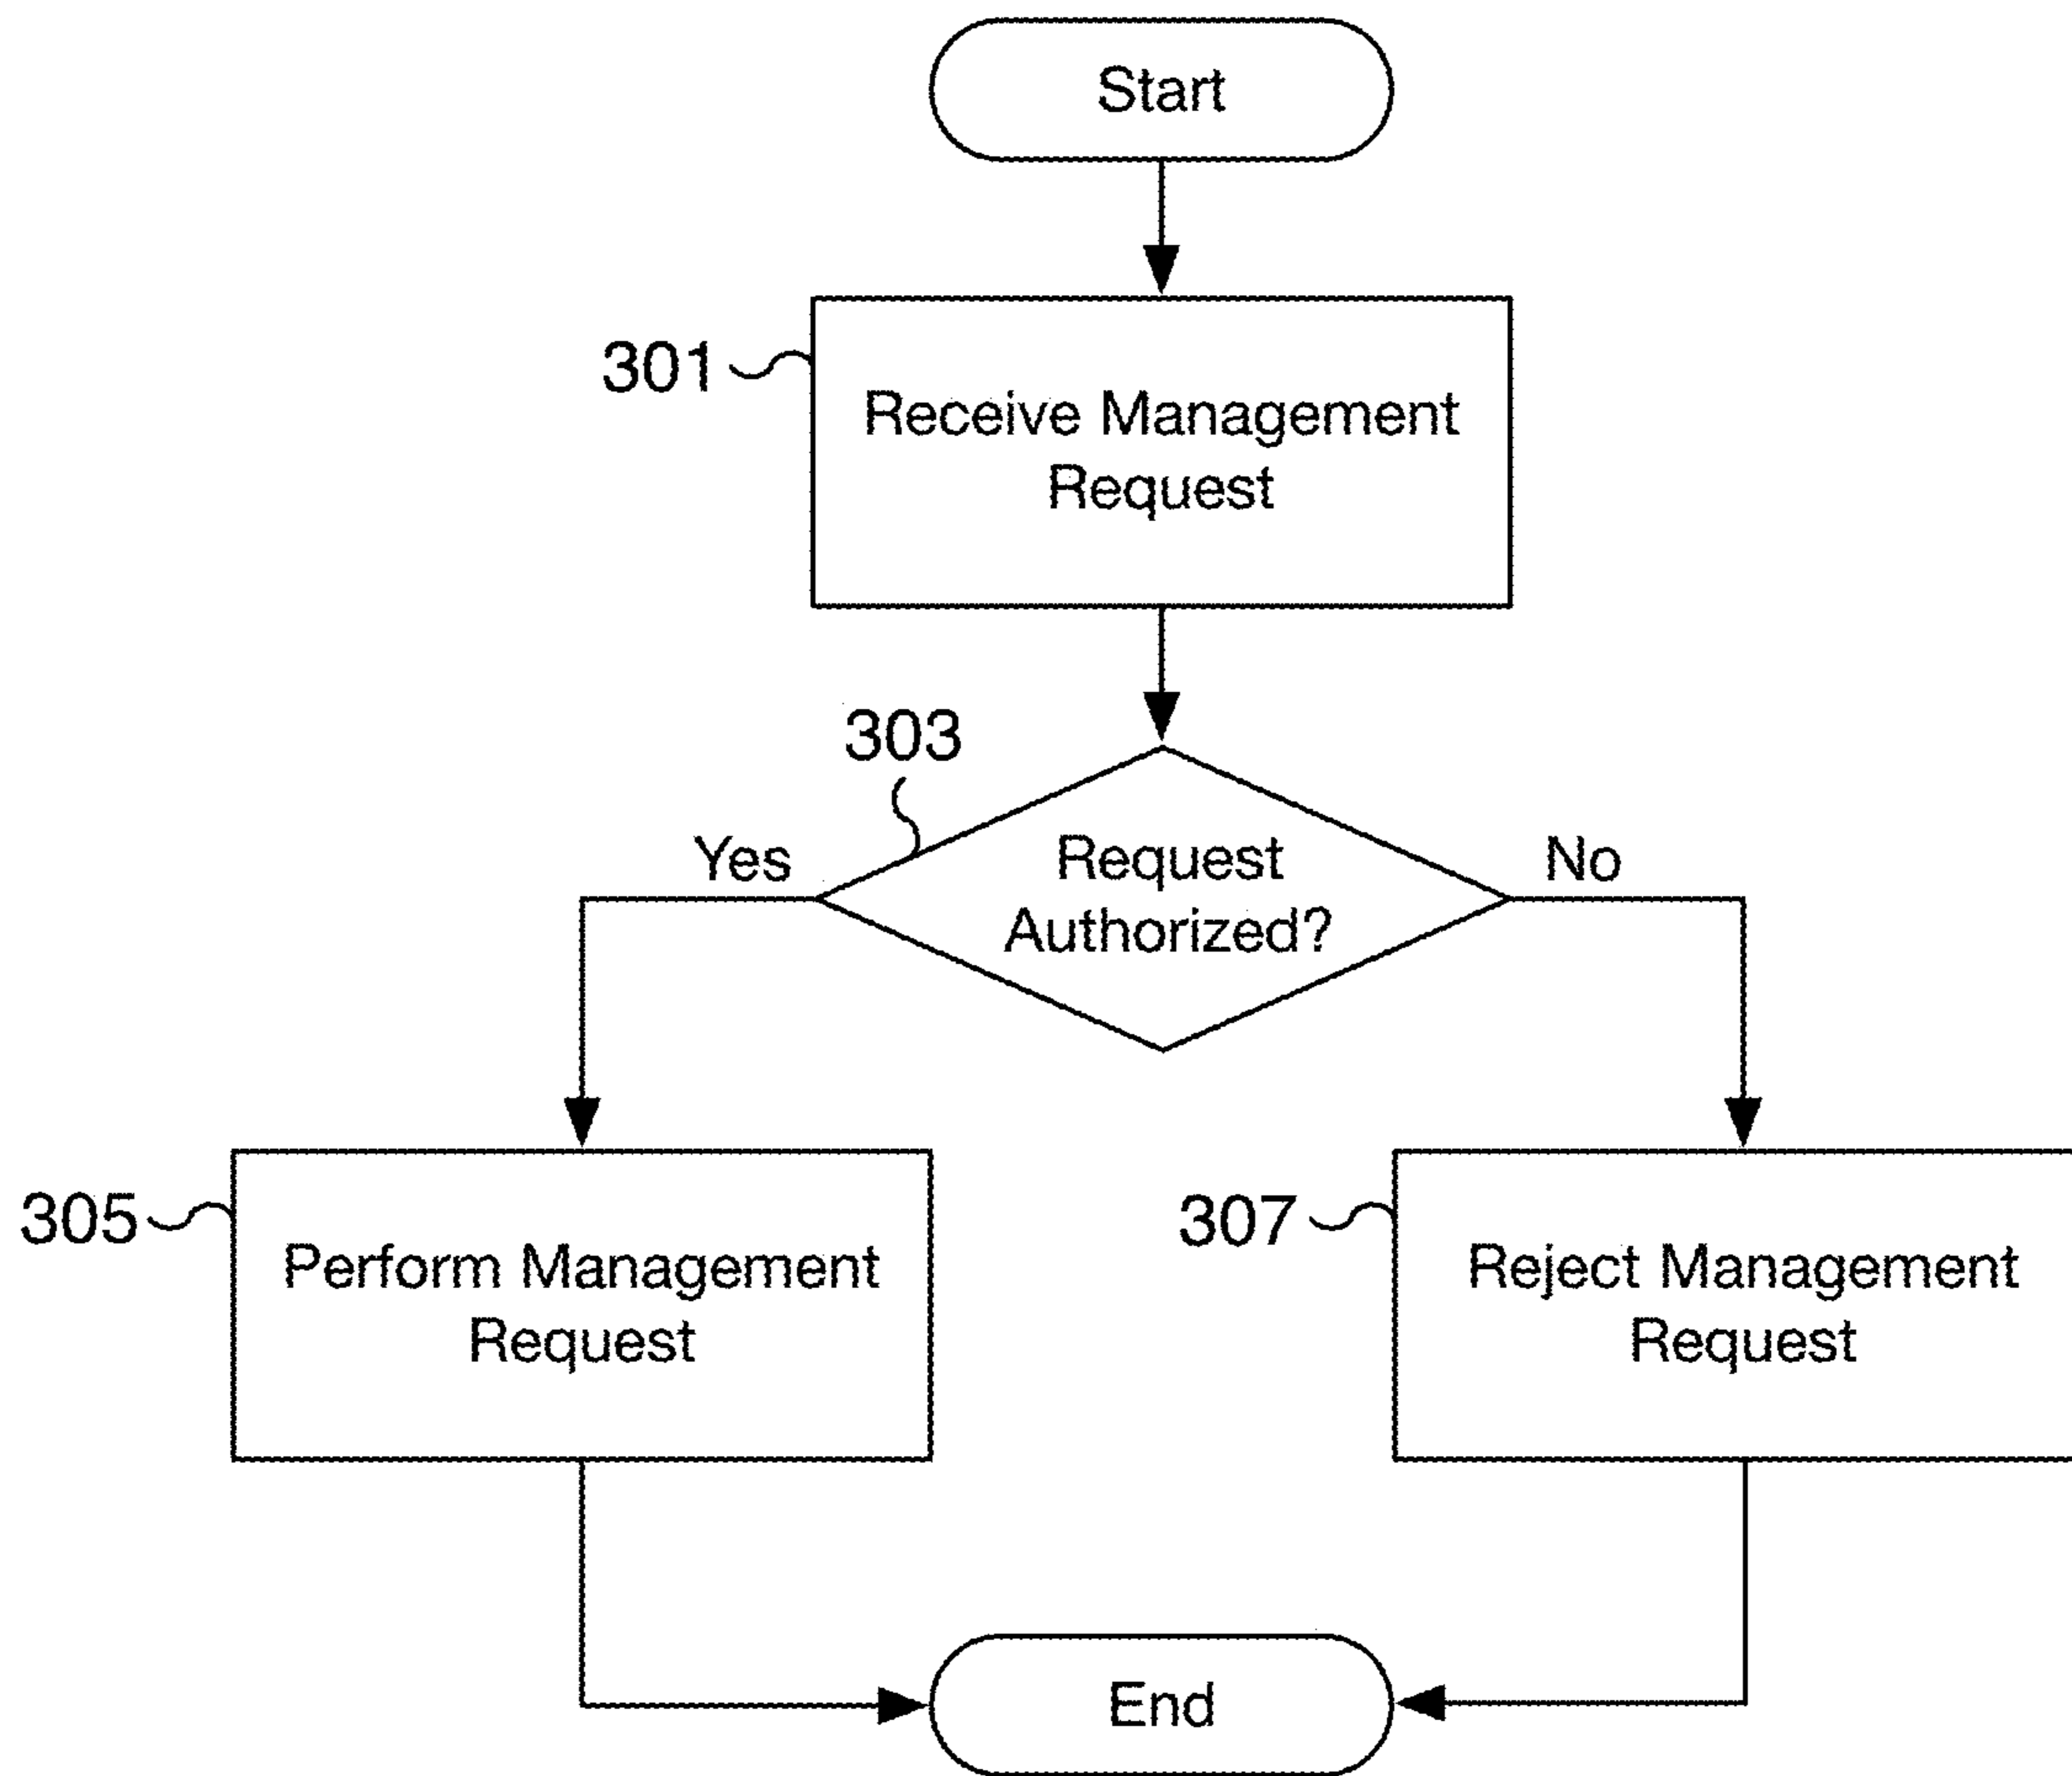 Start
301
Receive Management
Request
303
Yes
Request
Authorized?
No
305
Perform Management
Request
307
Reject Management
Request
End